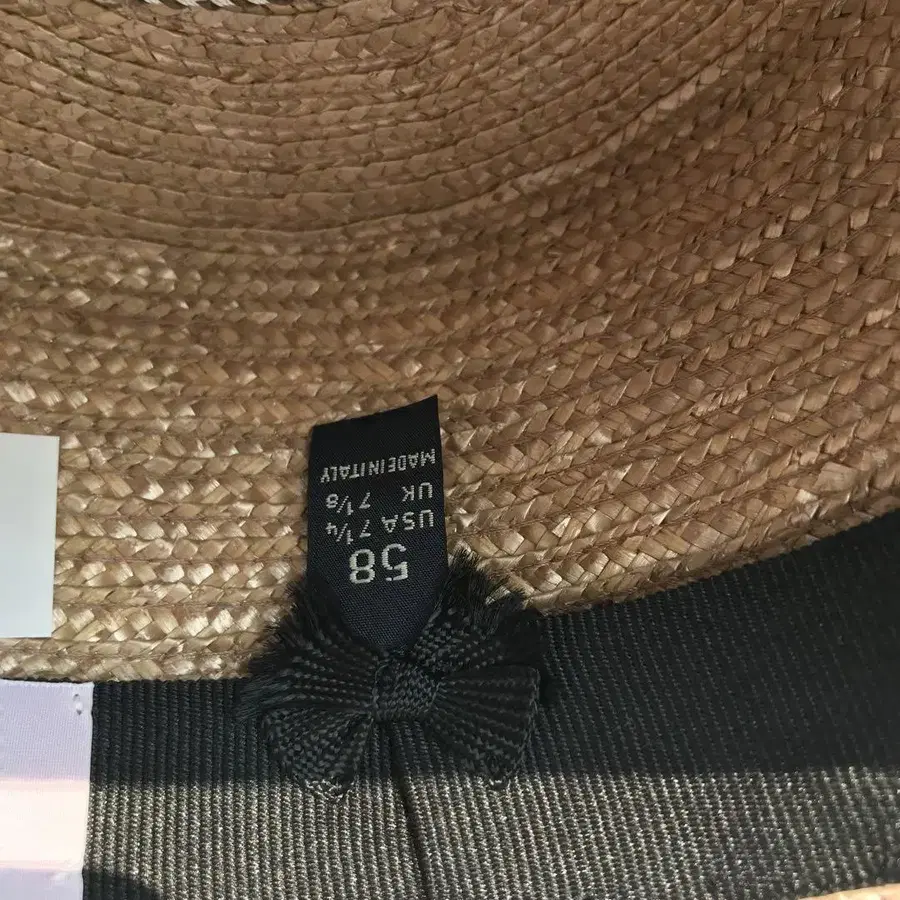 58
USA 7 1/4
UK 7 1/8
MADE IN ITALY